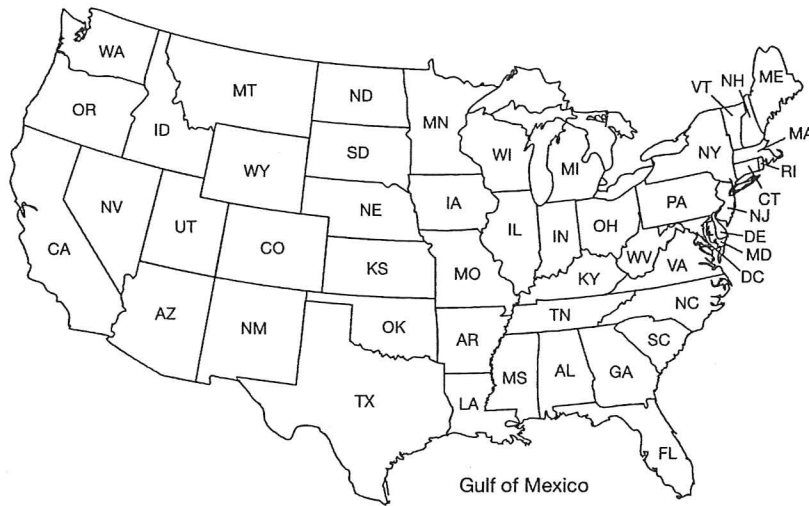 WA
MT
ND
MN
VT
NH
ME
OR
ID
WY
SD
WI
MI
NY
MA
RI
CT
NV
UT
CO
NE
IA
IL
IN
OH
PA
NJ
DE
MD
DC
CA
KS
MO
KY
WV
VA
AZ
NM
OK
AR
TN
NC
SC
TX
LA
MS
AL
GA
FL
Gulf of Mexico